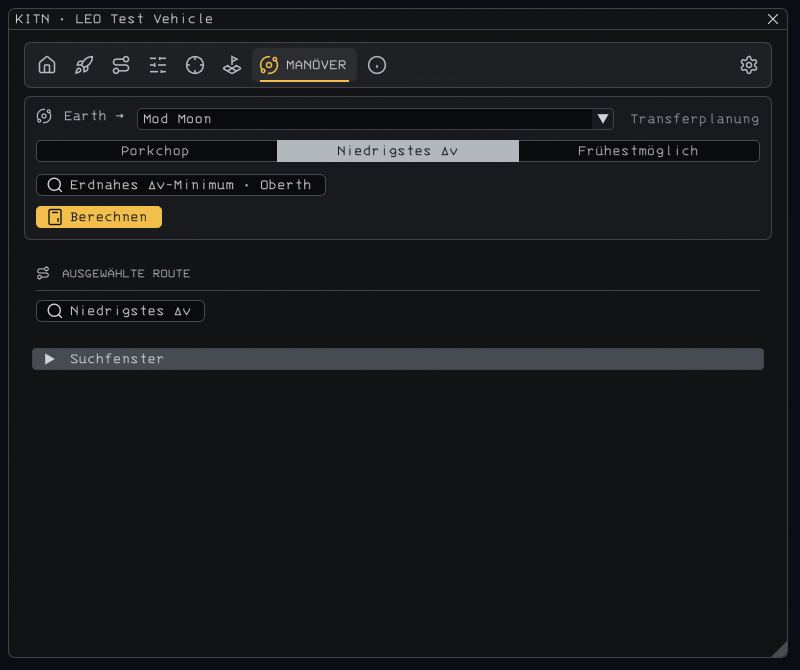 KITN · LEO Test Vehicle
MANÖVER
Earth → Mod Moon Transferplanung
Porkchop Niedrigstes Δv Frühestmöglich
Erdnahes Δv-Minimum · Oberth
Berechnen
AUSGEWÄHLTE ROUTE
Niedrigstes Δv
Suchfenster